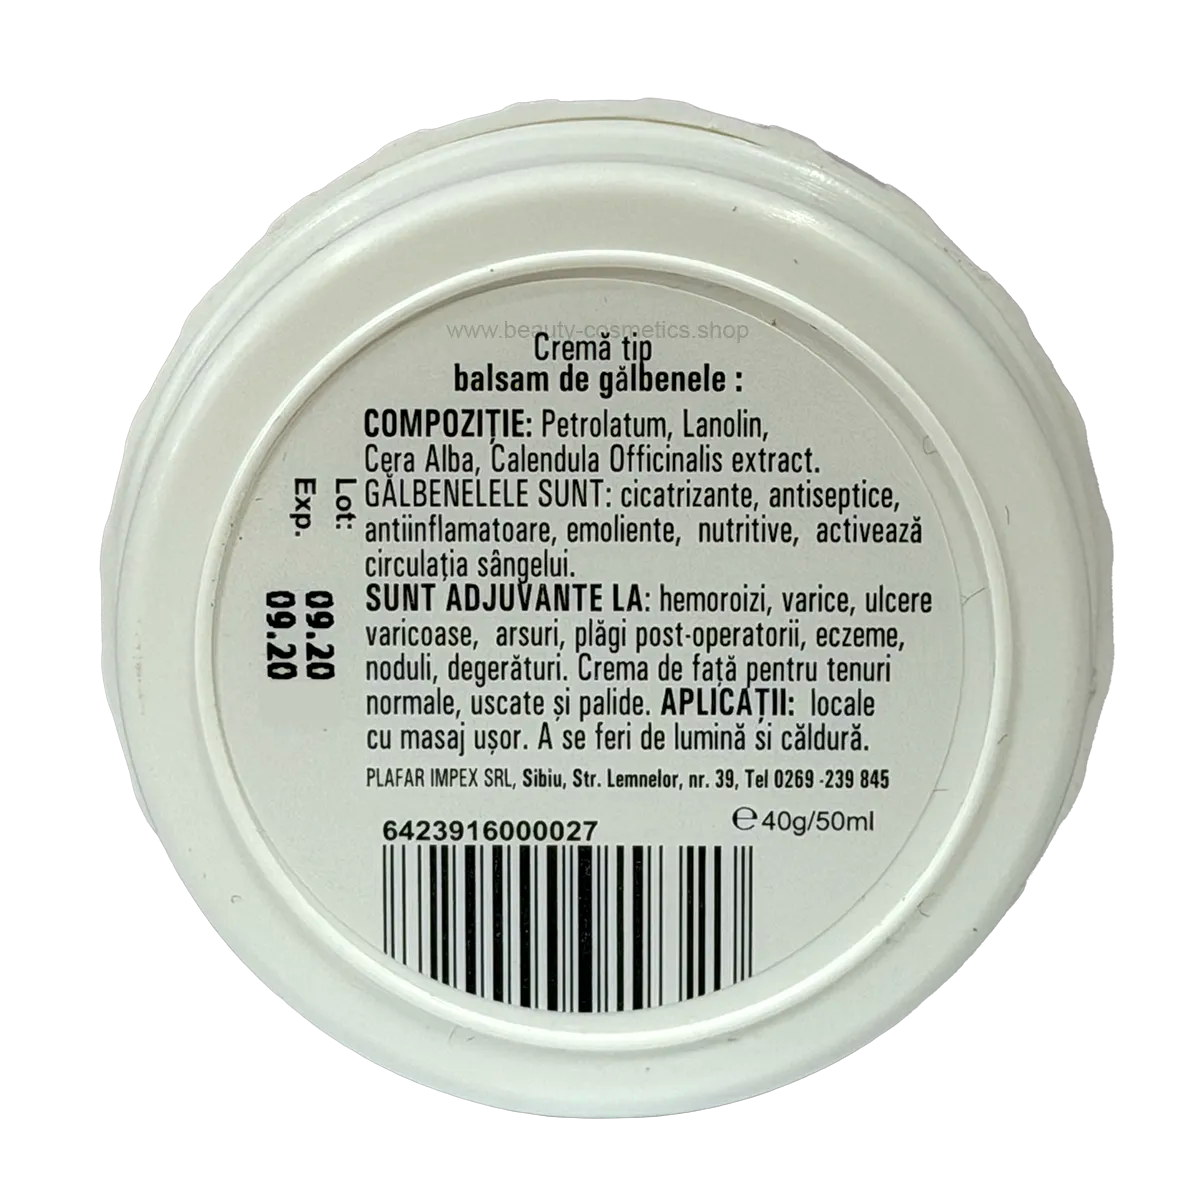 www.beauty-cosmetics.shop
Cremă tip
balsam de gălbenele :
COMPOZIȚIE: Petrolatum, Lanolin,
Cera Alba, Calendula Officinalis extract.
GĂLBENELELE SUNT: cicatrizante, antiseptice,
antiinflamatoare, emoliente, nutritive, activează
circulația sângelui.
SUNT ADJUVANTE LA: hemoroizi, varice, ulcere
varicoase, arsuri, plăgi post-operatorii, eczeme,
noduli, degerături. Crema de față pentru tenuri
normale, uscate și palide. APLICAȚII: locale
cu masaj ușor. A se feri de lumină si căldură.
PLAFAR IMPEX SRL, Sibiu, Str. Lemnelor, nr. 39, Tel 0269 -239 845
℮ 40g/50ml
6423916000027
Lot: 09.20
Exp. 09.20